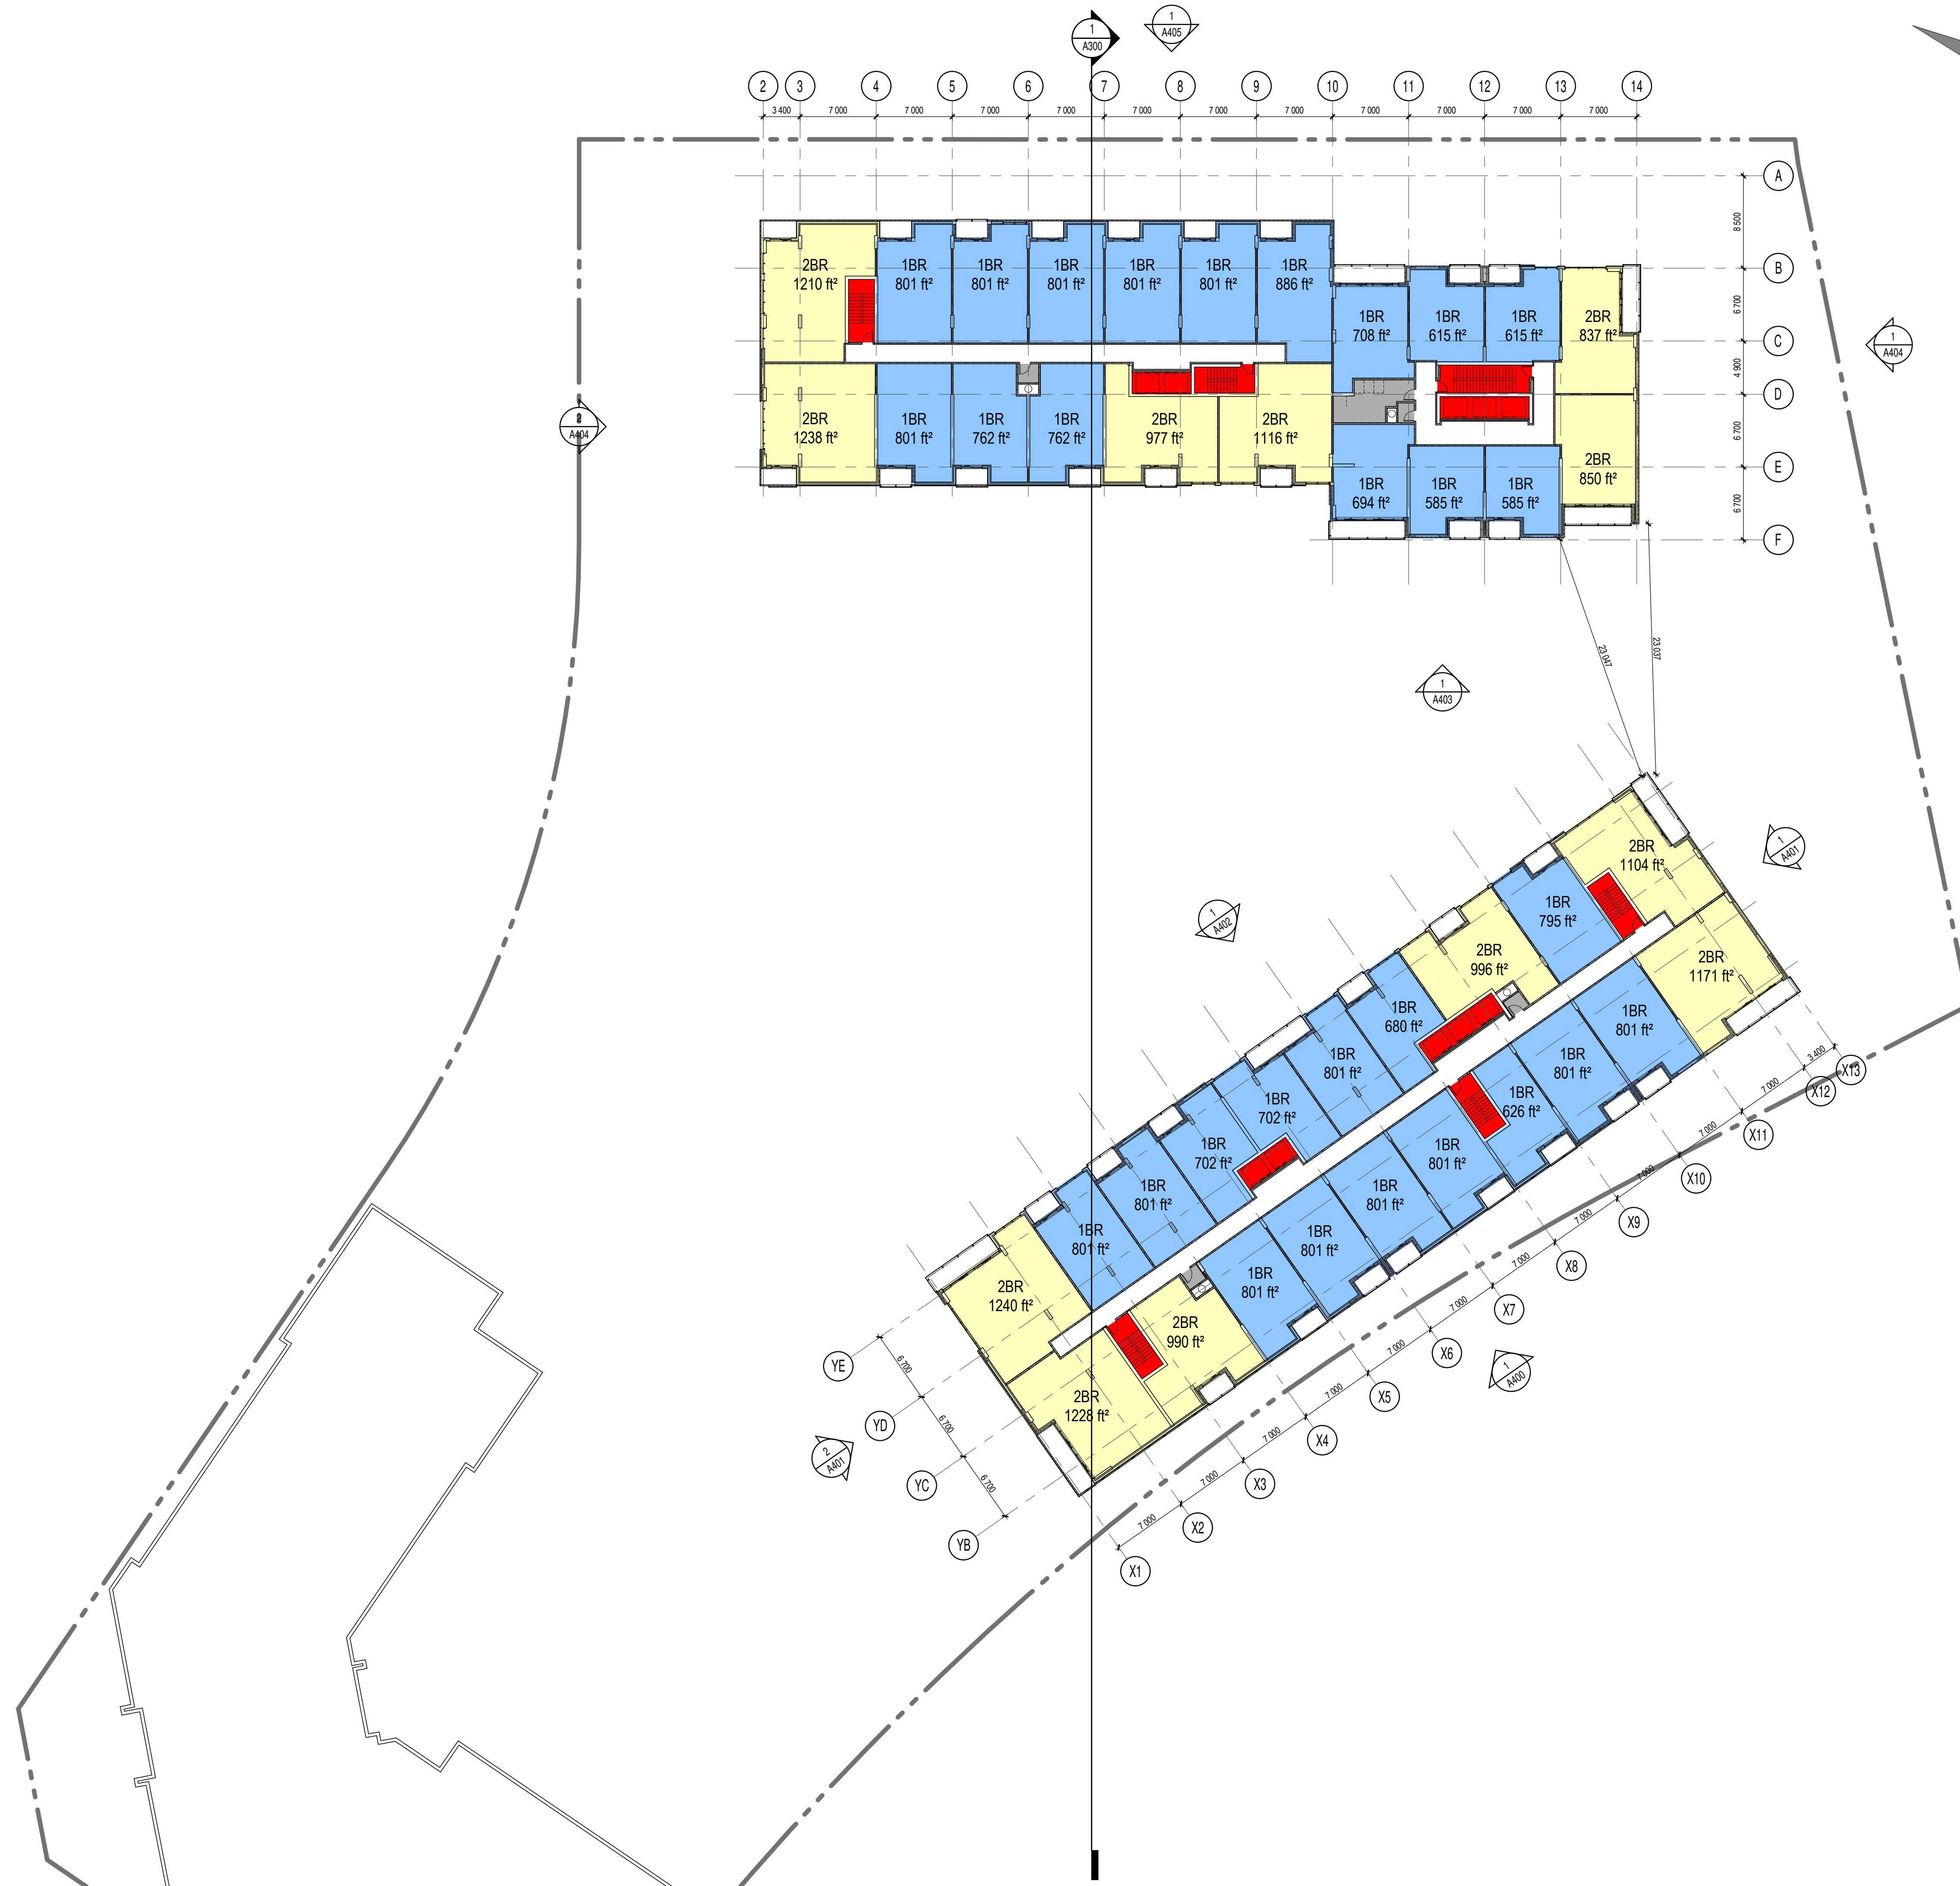 1
A300
1
A405
2
3
4
5
6
7
8
9
10
11
12
13
14
3 400
7 000
7 000
7 000
7 000
7 000
7 000
7 000
7 000
7 000
7 000
7 000
A
8 500
B
6 700
C
4 900
D
6 700
E
6 700
F
2BR
1210 ft²
1BR
801 ft²
1BR
801 ft²
1BR
801 ft²
1BR
801 ft²
1BR
801 ft²
1BR
886 ft²
1BR
708 ft²
1BR
615 ft²
1BR
615 ft²
2BR
837 ft²
1
A404
A404
2BR
1238 ft²
1BR
801 ft²
1BR
762 ft²
1BR
762 ft²
2BR
977 ft²
2BR
1116 ft²
1BR
694 ft²
1BR
585 ft²
1BR
585 ft²
2BR
850 ft²
23 047
23 037
1
A403
1
A401
1
A402
2BR
1104 ft²
1BR
795 ft²
2BR
996 ft²
2BR
1171 ft²
1BR
680 ft²
1BR
801 ft²
1BR
801 ft²
1BR
801 ft²
1BR
702 ft²
1BR
626 ft²
1BR
702 ft²
1BR
801 ft²
1BR
801 ft²
1BR
801 ft²
1BR
801 ft²
1BR
801 ft²
1BR
801 ft²
2BR
1240 ft²
2BR
990 ft²
2BR
1228 ft²
3 400
X13
X12
7 000
X11
7 000
X10
7 000
X9
7 000
X8
7 000
X7
7 000
X6
7 000
X5
7 000
X4
7 000
X3
7 000
X2
7 000
X1
1
A400
YE
6 700
YD
6 700
YC
6 700
YB
2
A401